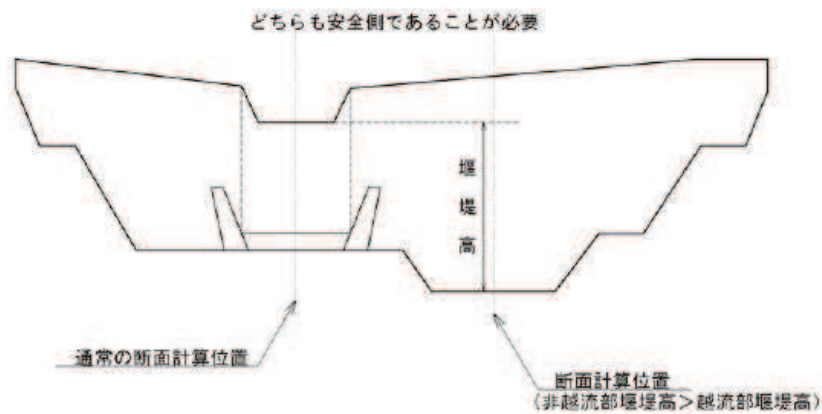 どちらも安全側であることが必要
堰堤高
通常の断面計算位置
断面計算位置
(非越流部堰堤高＞越流部堰堤高)